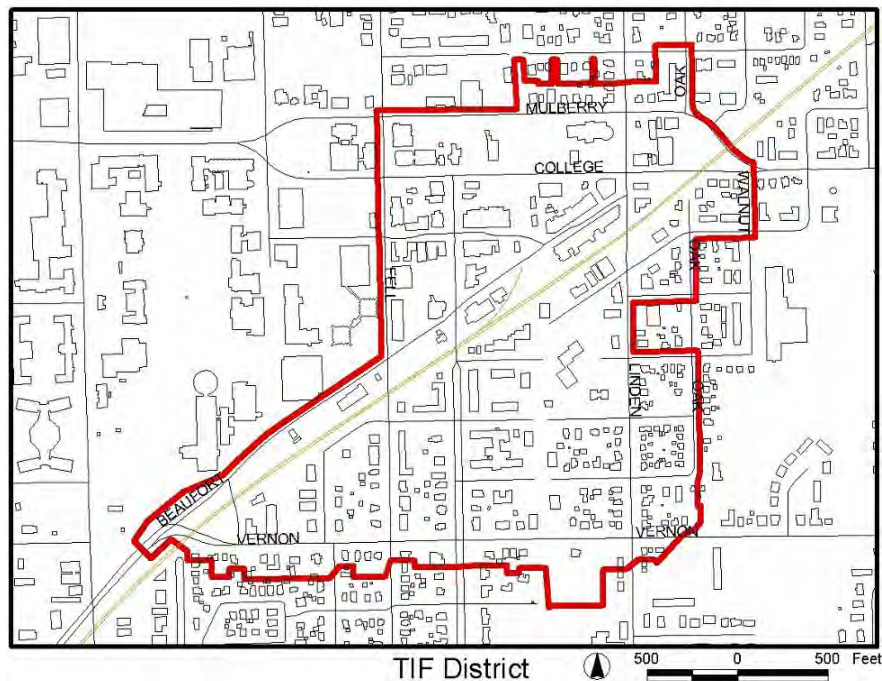 OAK
MULBERRY
COLLEGE
WALNUT
OAK
FELL
LINDEN
OAK
BEAUFORT
VERNON
VERNON
TIF District
500 0 500 Feet